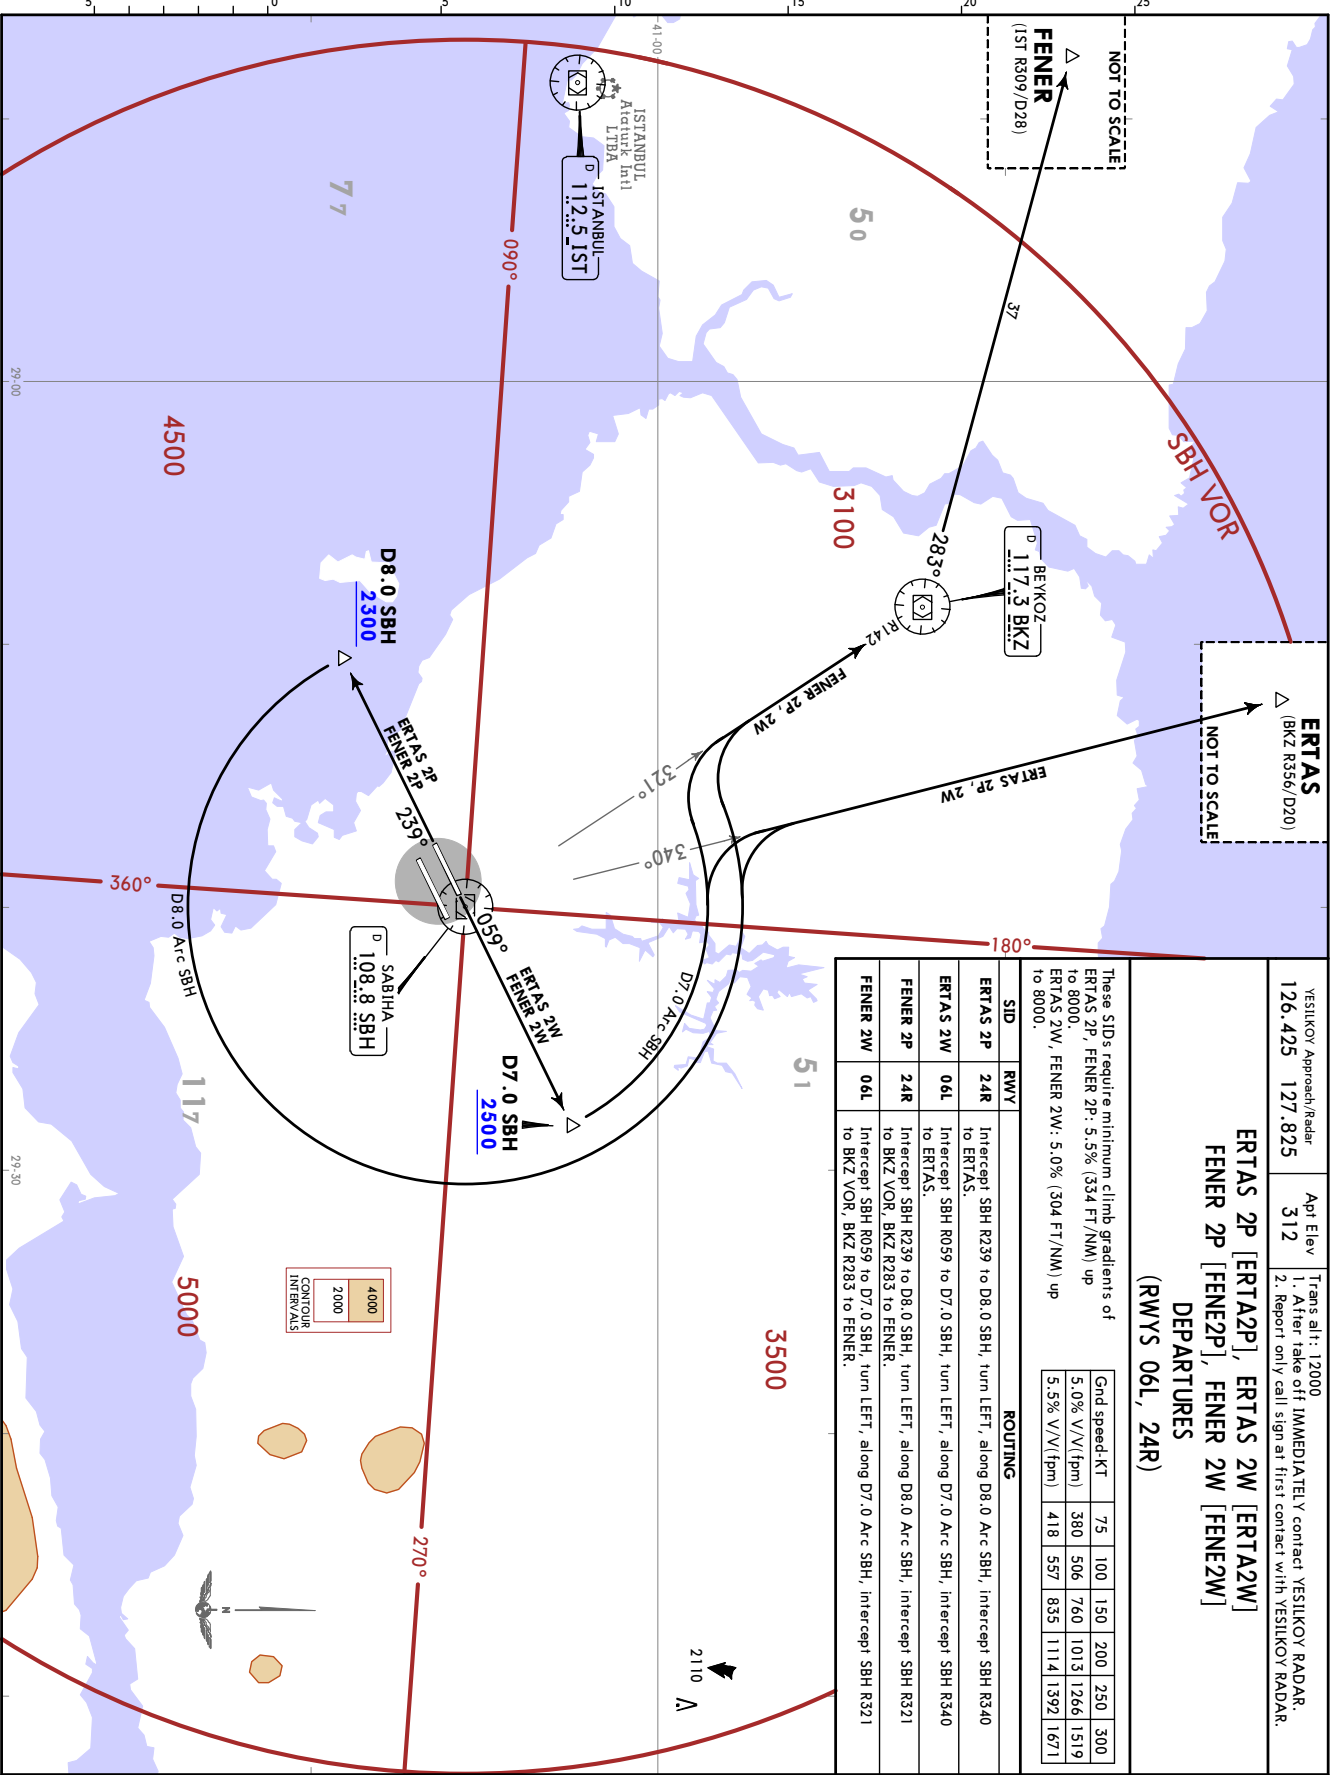 YESILKOY Approach/Radar
126.425 127.825
Apt Elev
312
Trans alt: 12000
1. After take off IMMEDIATELY contact YESILKOY RADAR.
2. Report only call sign at first contact with YESILKOY RADAR.
ERTAS 2P [ERTA2P], ERTAS 2W [ERTA2W]
FENER 2P [FENE2P], FENER 2W [FENE2W]
DEPARTURES
(RWYS 06L, 24R)
These SIDs require minimum climb gradients of
ERTAS 2P, FENER 2P: 5.5% (334 FT/NM) up
to 8000.
ERTAS 2W, FENER 2W: 5.0% (304 FT/NM) up
to 8000.
Gnd speed-KT 75 100 150 200 250 300
5.0% V/V(fpm) 380 506 760 1013 1266 1519
5.5% V/V(fpm) 418 557 835 1114 1392 1671
SID RWY ROUTING
ERTAS 2P 24R Intercept SBH R239 to D8.0 SBH, turn LEFT, along D8.0 Arc SBH, intercept SBH R340
to ERTAS.
ERTAS 2W 06L Intercept SBH R059 to D7.0 SBH, turn LEFT, along D7.0 Arc SBH, intercept SBH R340
to ERTAS.
FENER 2P 24R Intercept SBH R239 to D8.0 SBH, turn LEFT, along D8.0 Arc SBH, intercept SBH R321
to BKZ VOR, BKZ R283 to FENER.
FENER 2W 06L Intercept SBH R059 to D7.0 SBH, turn LEFT, along D7.0 Arc SBH, intercept SBH R321
to BKZ VOR, BKZ R283 to FENER.
ERTAS
(BKZ R356/D20)
NOT TO SCALE
NOT TO SCALE
FENER
(IST R309/D28)
SBH VOR
37
283°
BEYKOZ
D 117.3 BKZ
R142
FENER 2P, 2W
ERTAS 2P, 2W
321°
340°
180°
3100
50
41-00
ISTANBUL
Ataturk Intl
LTBA
ISTANBUL
D 112.5 IST
090°
77
29-00
4500
D8.0 SBH
2300
ERTAS 2P
FENER 2P
239°
059°
ERTAS 2W
FENER 2W
D7.0 SBH
2500
D7.0 Arc SBH
51
360°
D8.0 Arc SBH
SABIHA
D 108.8 SBH
117
29-30
5000
3500
4000
2000
CONTOUR
INTERVALS
270°
N
2110
5
0
5
10
15
20
25